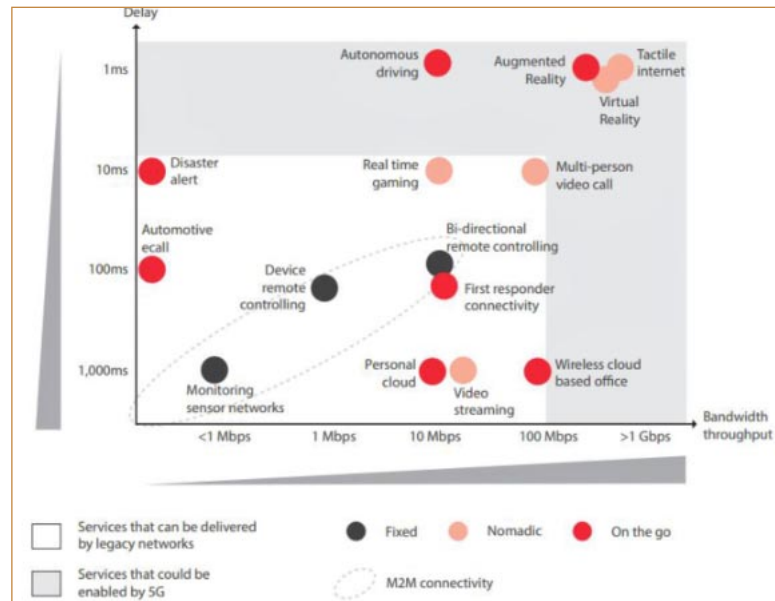 Delay
1ms
Autonomous
driving
Augmented
Reality
Tactile
internet
Virtual
Reality
10ms
Disaster
alert
Real time
gaming
Multi-person
video call
Automotive
ecall
Bi-directional
remote controlling
100ms
Device
remote
controlling
First responder
connectivity
1,000ms
Monitoring
sensor networks
Personal
cloud
Video
streaming
Wireless cloud
based office
Bandwidth
throughput
<1 Mbps
1 Mbps
10 Mbps
100 Mbps
>1 Gbps
Services that can be delivered
by legacy networks
Fixed
Nomadic
On the go
Services that could be
enabled by 5G
M2M connectivity